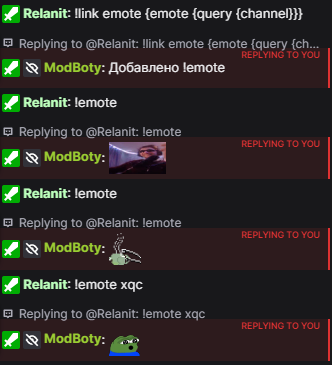 Relanit: !link emote {emote {query {channel}}}
Replying to @Relanit: !link emote {emote {query {ch...
REPLYING TO YOU
ModBoty: Добавлено !emote
Relanit: !emote
Replying to @Relanit: !emote
REPLYING TO YOU
ModBoty:
Relanit: !emote
Replying to @Relanit: !emote
REPLYING TO YOU
ModBoty:
Relanit: !emote xqc
Replying to @Relanit: !emote xqc
REPLYING TO YOU
ModBoty: